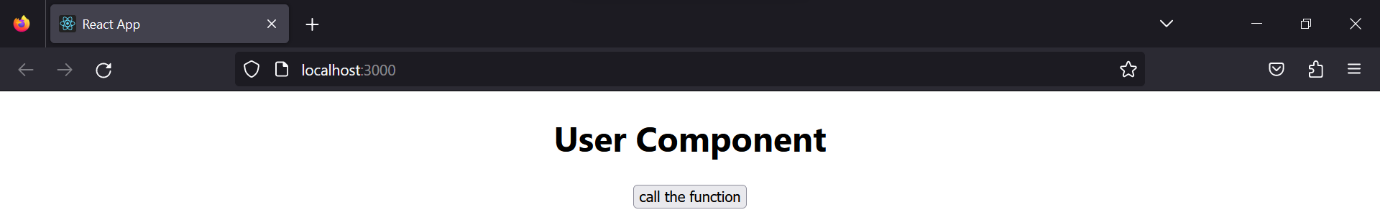 React App
localhost:3000
User Component
call the function